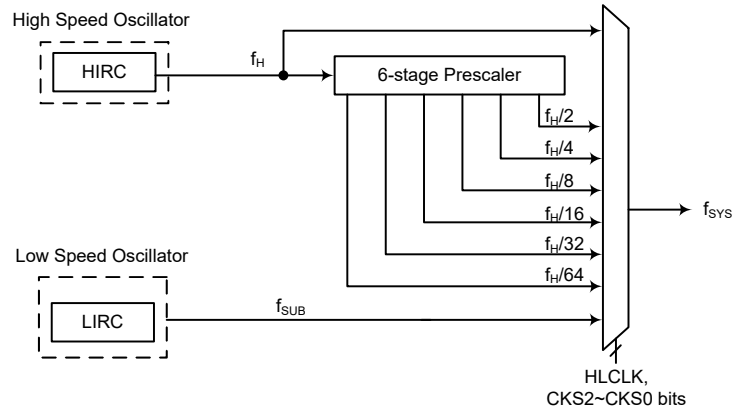 High Speed Oscillator
HIRC
fH
6-stage Prescaler
fH/2
fH/4
fH/8
fH/16
fH/32
fH/64
fSYS
Low Speed Oscillator
LIRC
fSUB
HLCLK,
CKS2~CKS0 bits